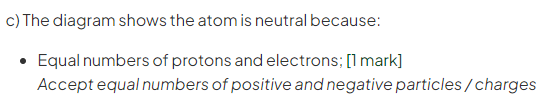 c) The diagram shows the atom is neutral because:
• Equal numbers of protons and electrons; [1 mark]
Accept equal numbers of positive and negative particles / charges